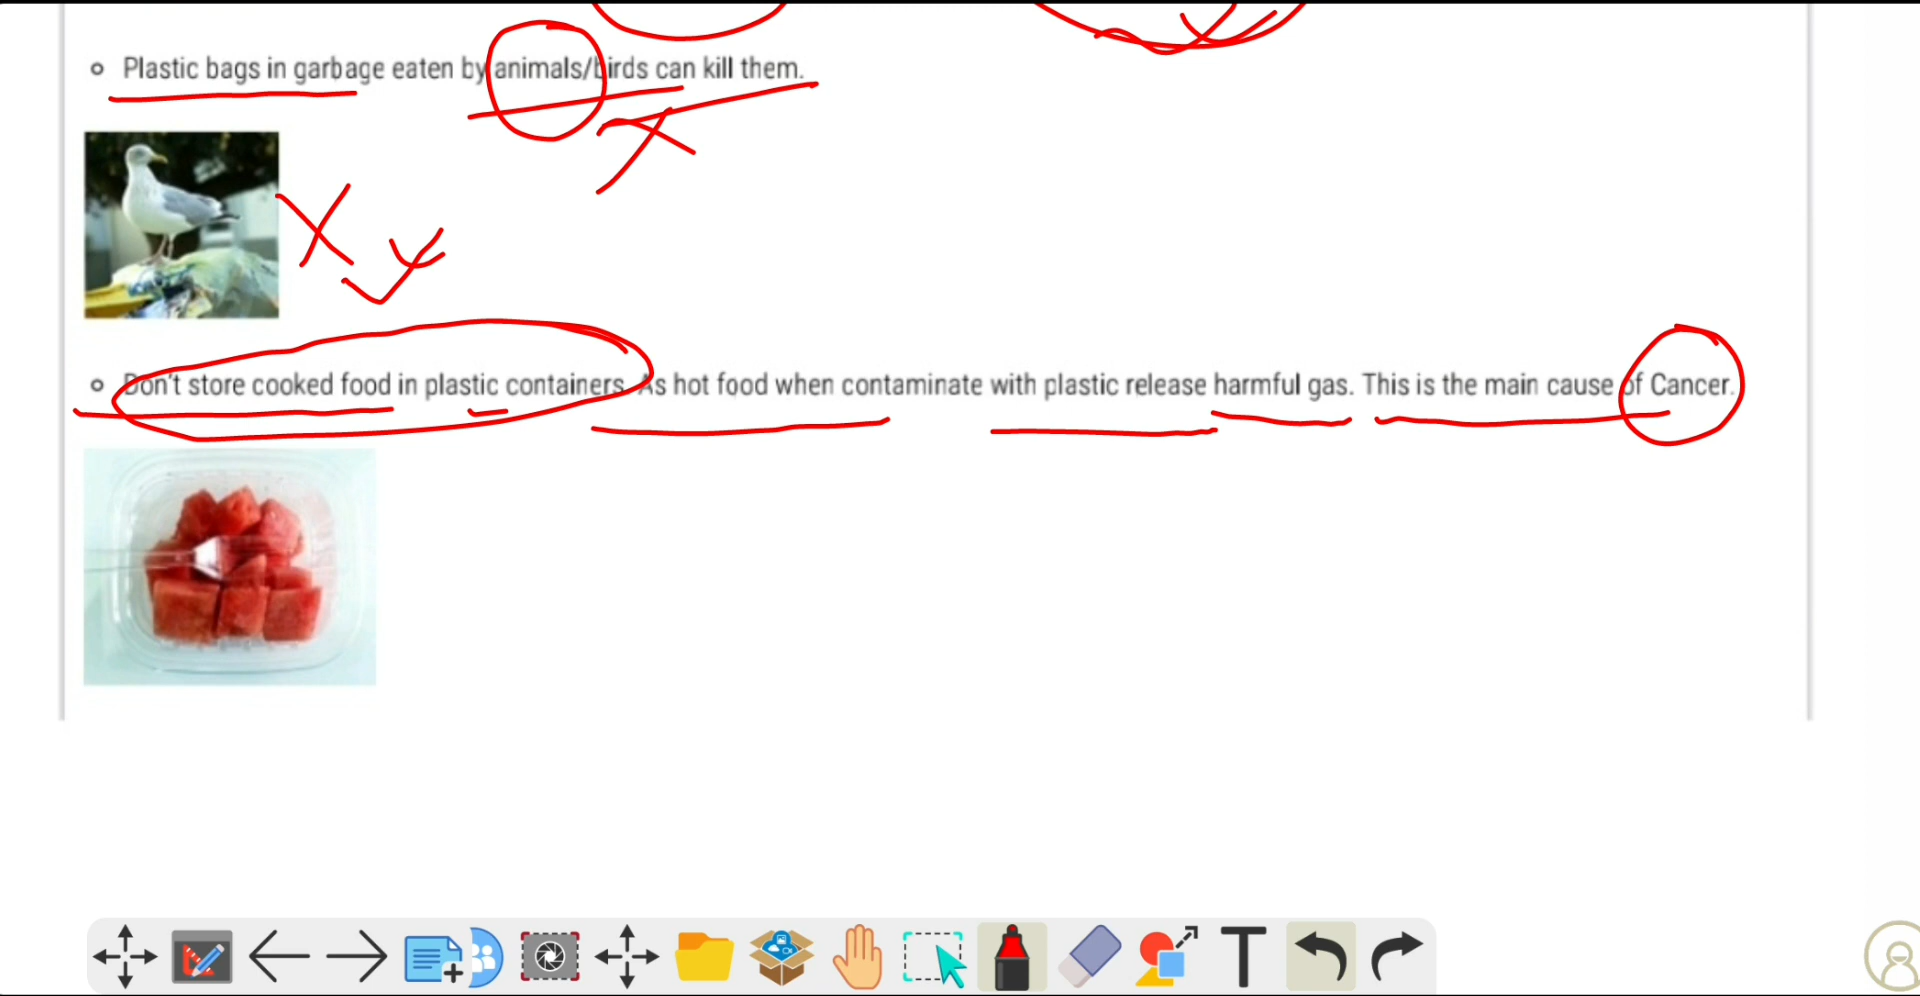 Plastic bags in garbage eaten by animals/birds can kill them.
Don't store cooked food in plastic containers. As hot food when contaminate with plastic release harmful gas. This is the main cause of Cancer.